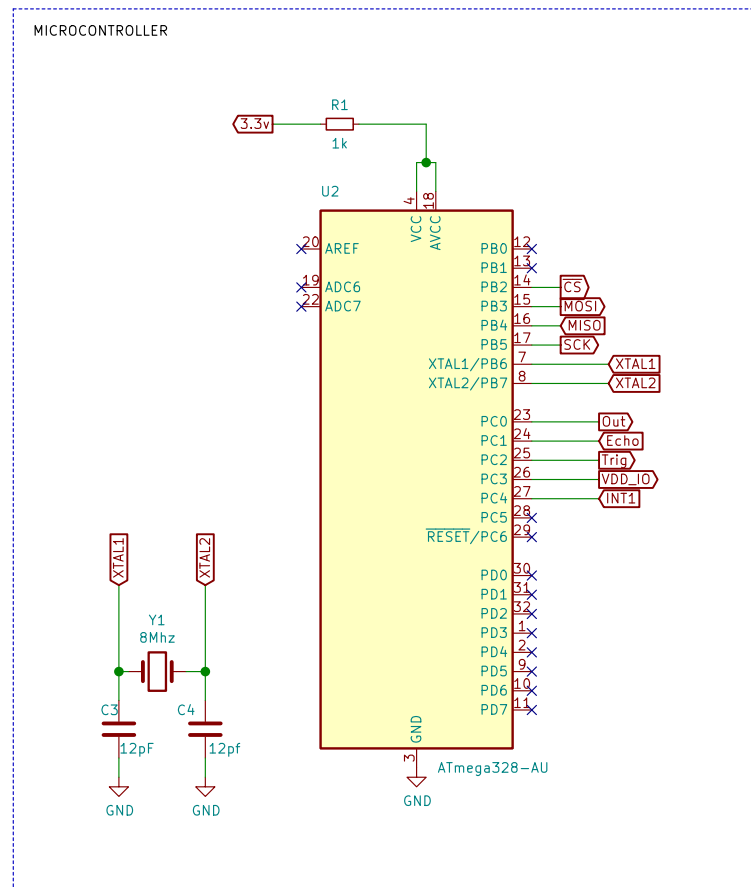 MICROCONTROLLER
R1
3.3v
1k
U2
4
18
VCC
AVCC
20 AREF
19 ADC6
22 ADC7
PB0 12
PB1 13
PB2 14 CS
PB3 15 MOSI
PB4 16 MISO
PB5 17 SCK
XTAL1/PB6 7 XTAL1
XTAL2/PB7 8 XTAL2
PC0 23 Out
PC1 24 Echo
PC2 25 Trig
PC3 26 VDD_IO
PC4 27 INT1
PC5 28
RESET/PC6 29
PD0 30
PD1 31
PD2 32
PD3 1
PD4 2
PD5 9
PD6 10
PD7 11
GND
3
ATmega328-AU
GND
XTAL1
XTAL2
Y1
8Mhz
C3
12pF
C4
12pf
GND
GND